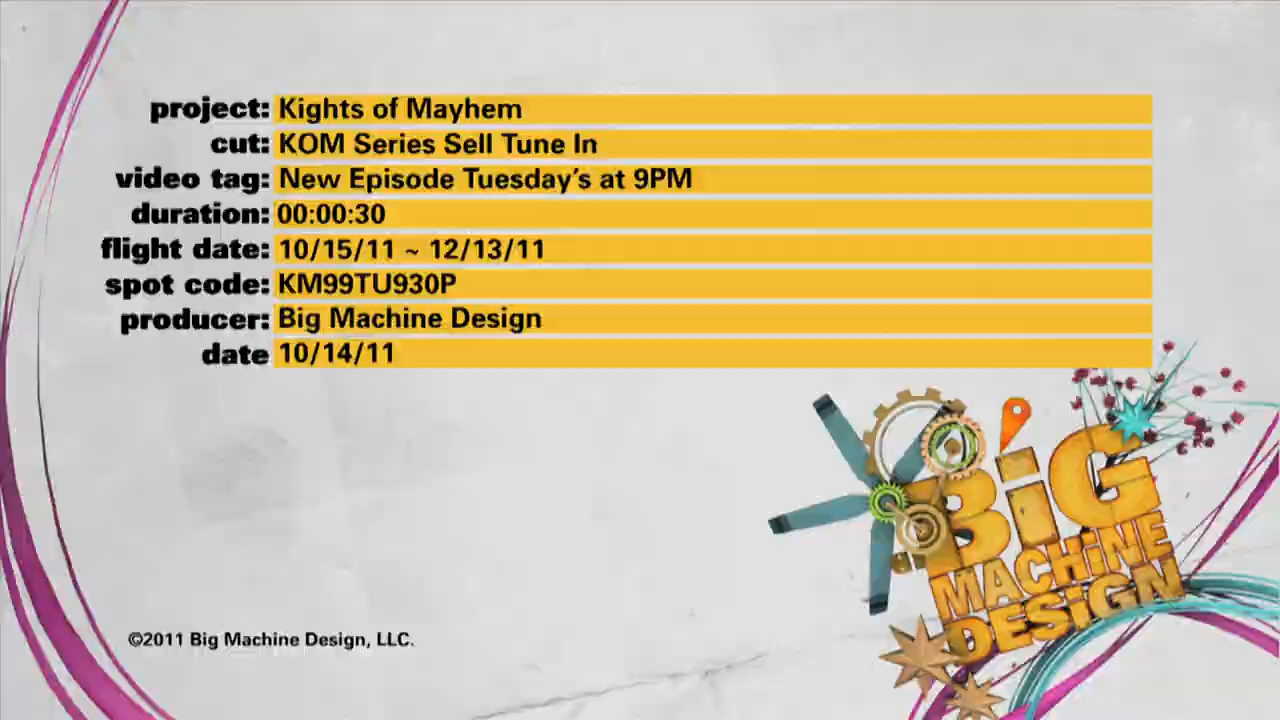 project: Kights of Mayhem
cut: KOM Series Sell Tune In
video tag: New Episode Tuesday's at 9PM
duration: 00:00:30
flight date: 10/15/11 ~ 12/13/11
spot code: KM99TU930P
producer: Big Machine Design
date 10/14/11
BiG
MACHiNE
DESiGN
©2011 Big Machine Design, LLC.